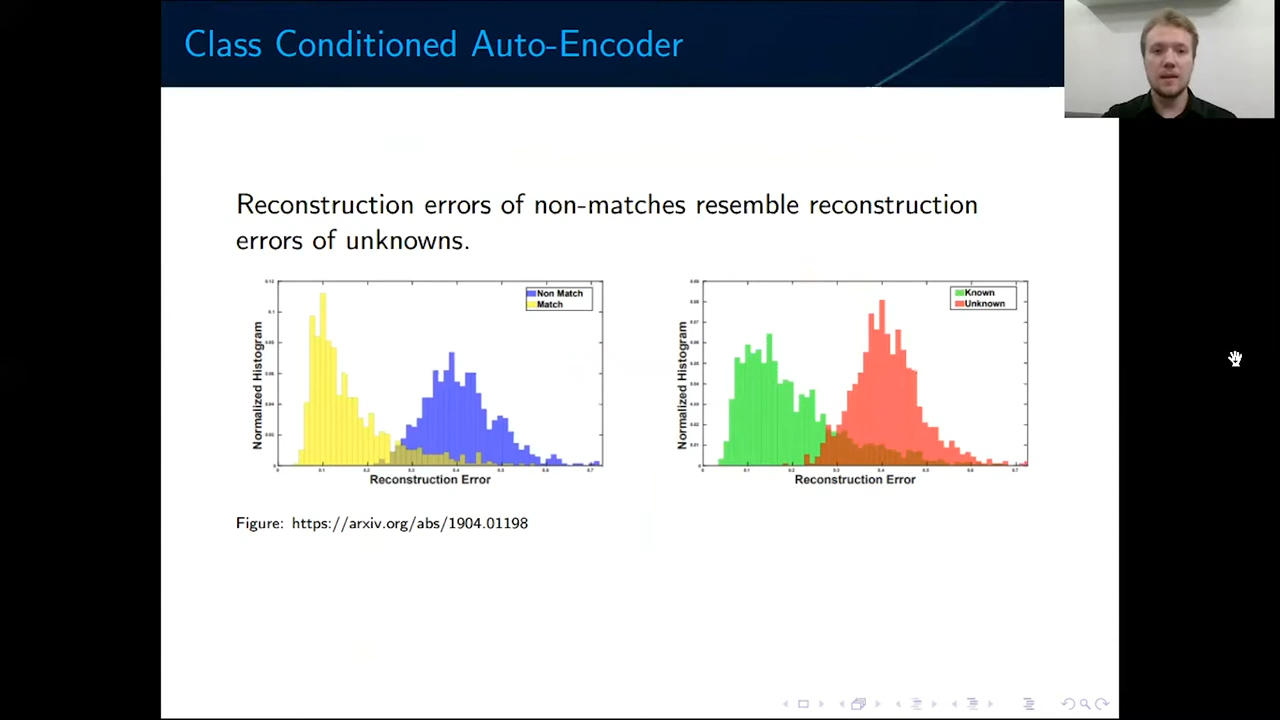 Class Conditioned Auto-Encoder
Reconstruction errors of non-matches resemble reconstruction
errors of unknowns.
Normalized Histogram
Non Match
Match
Reconstruction Error
Normalized Histogram
Known
Unknown
Reconstruction Error
Figure: https://arxiv.org/abs/1904.01198